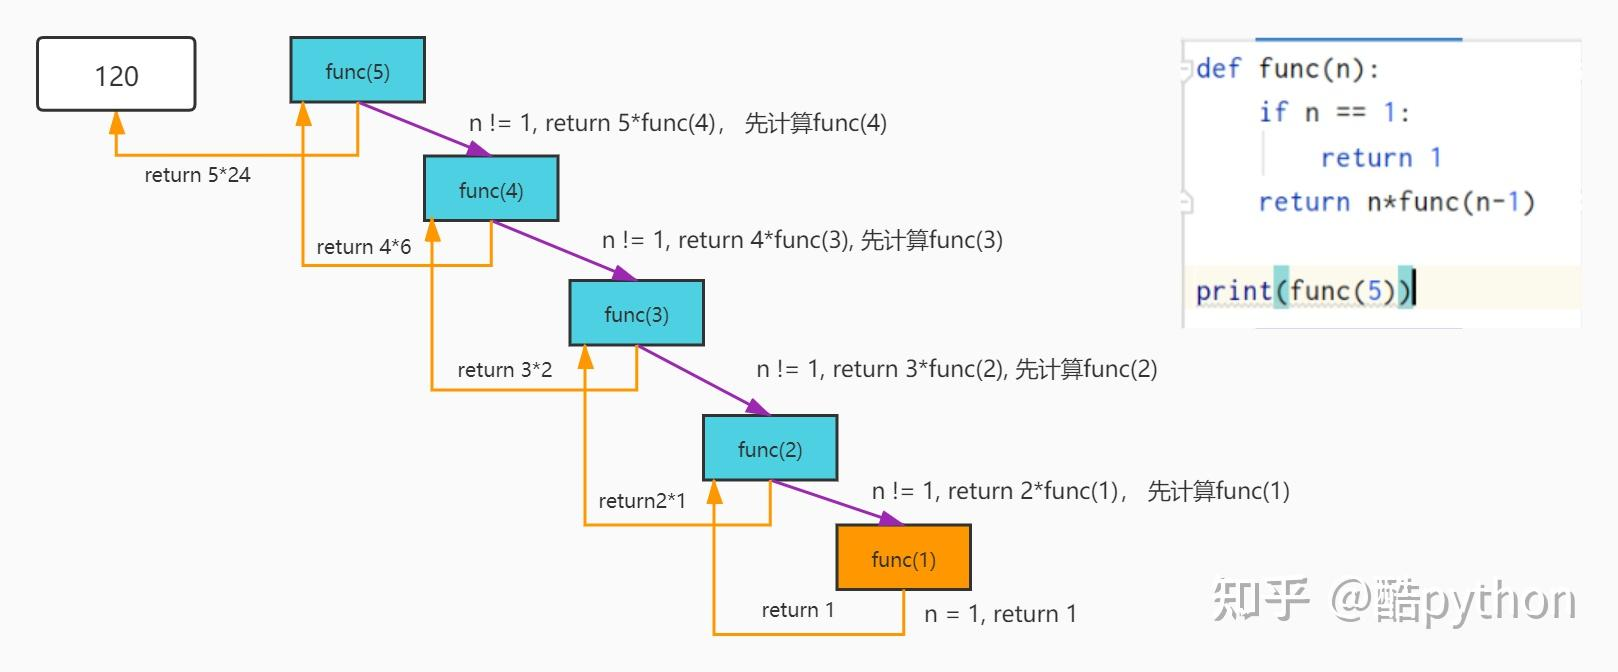 120
func(5)
n != 1, return 5*func(4)， 先计算func(4)
return 5*24
func(4)
n != 1, return 4*func(3), 先计算func(3)
return 4*6
func(3)
n != 1, return 3*func(2), 先计算func(2)
return 3*2
func(2)
n != 1, return 2*func(1)， 先计算func(1)
return2*1
func(1)
return 1
n = 1, return 1
def func(n):
    if n == 1:
        return 1
    return n*func(n-1)
print(func(5))
知乎 @酷python